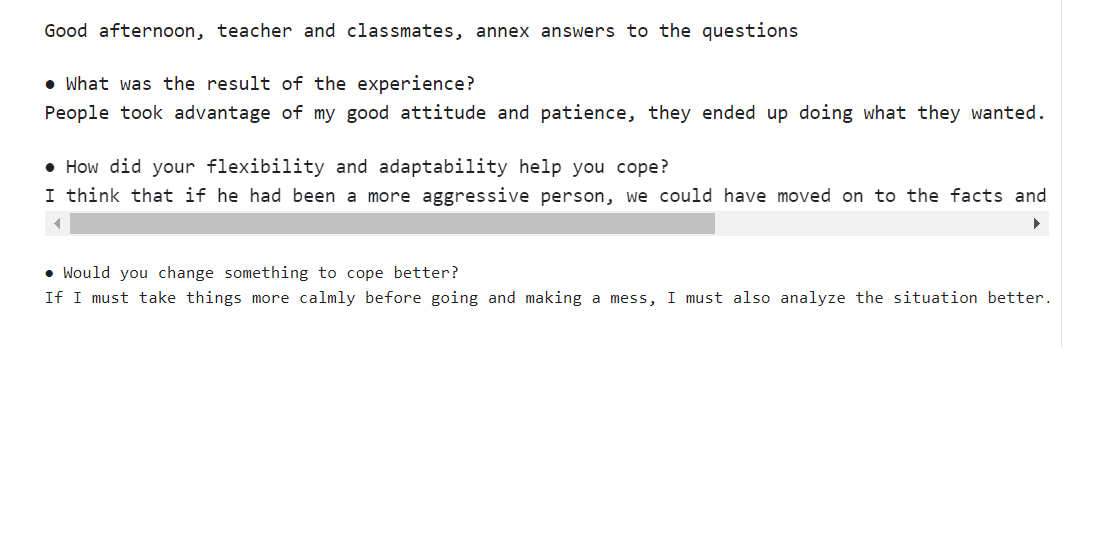 Good afternoon, teacher and classmates, annex answers to the questions
● What was the result of the experience?
People took advantage of my good attitude and patience, they ended up doing what they wanted.
● How did your flexibility and adaptability help you cope?
I think that if he had been a more aggressive person, we could have moved on to the facts and
● Would you change something to cope better?
If I must take things more calmly before going and making a mess, I must also analyze the situation better.